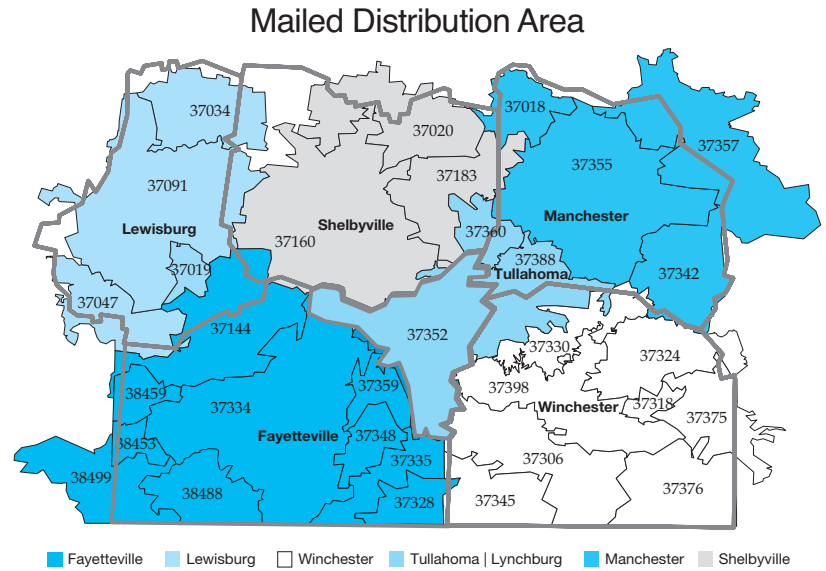 Mailed Distribution Area
37034
37018
37020
37357
37355
37183
37091
Manchester
Shelbyville
Lewisburg
37360
37160
37388
37019
Tullahoma
37342
37047
37144
37352
37330
37324
37359
37398
38459
37318
37334
Winchester
37375
Fayetteville
37348
38453
37306
37335
38499
37376
38488
37345
37328
Fayetteville
Lewisburg
Winchester
Tullahoma | Lynchburg
Manchester
Shelbyville